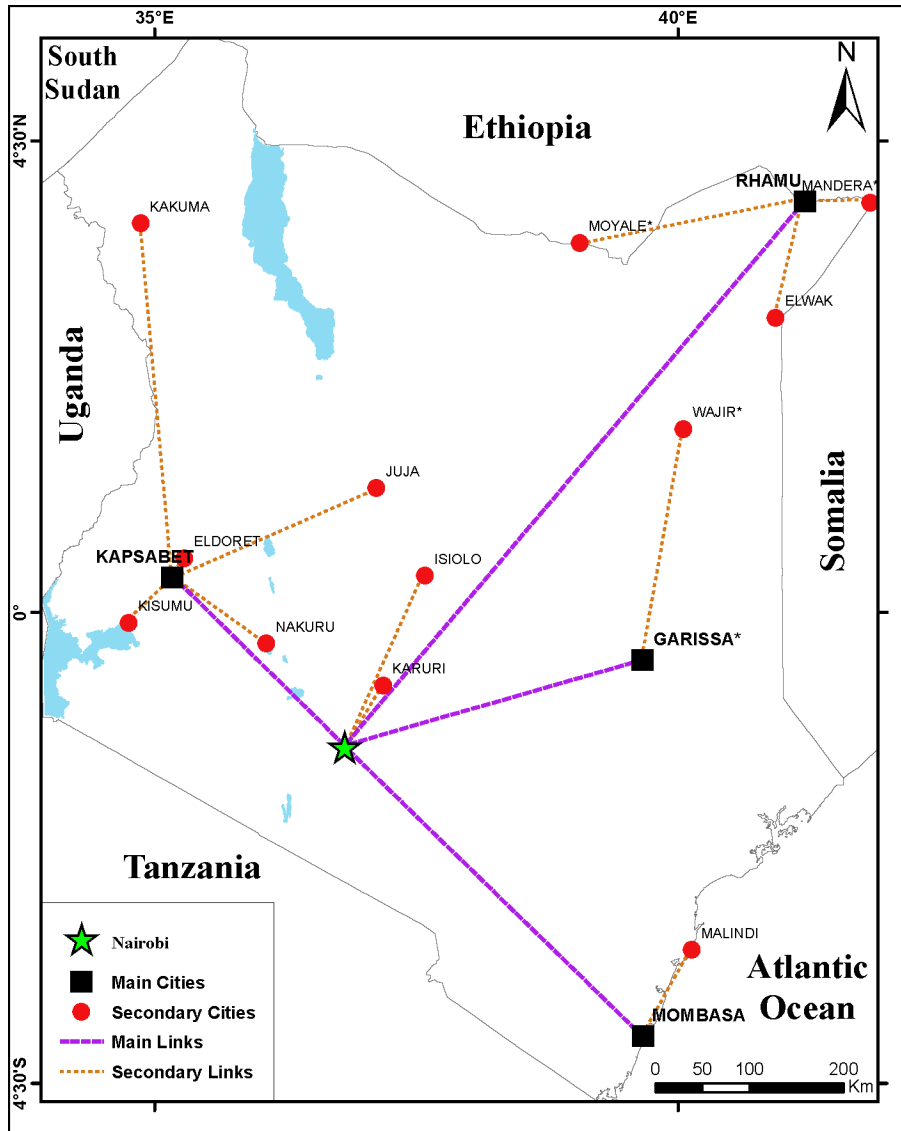 35°E
40°E
South
Sudan
N
Ethiopia
4°30'N
RHAMU
MANDERA*
KAKUMA
MOYALE*
ELWAK
Uganda
WAJIR*
Somalia
JUJA
ELDORET
KAPSABET
ISIOLO
KISUMU
0
NAKURU
GARISSA*
KARURI
Tanzania
MALINDI
Atlantic
Ocean
MOMBASA
Nairobi
Main Cities
Secondary Cities
Main Links
Secondary Links
0 50 100 200
Km
4°30'S